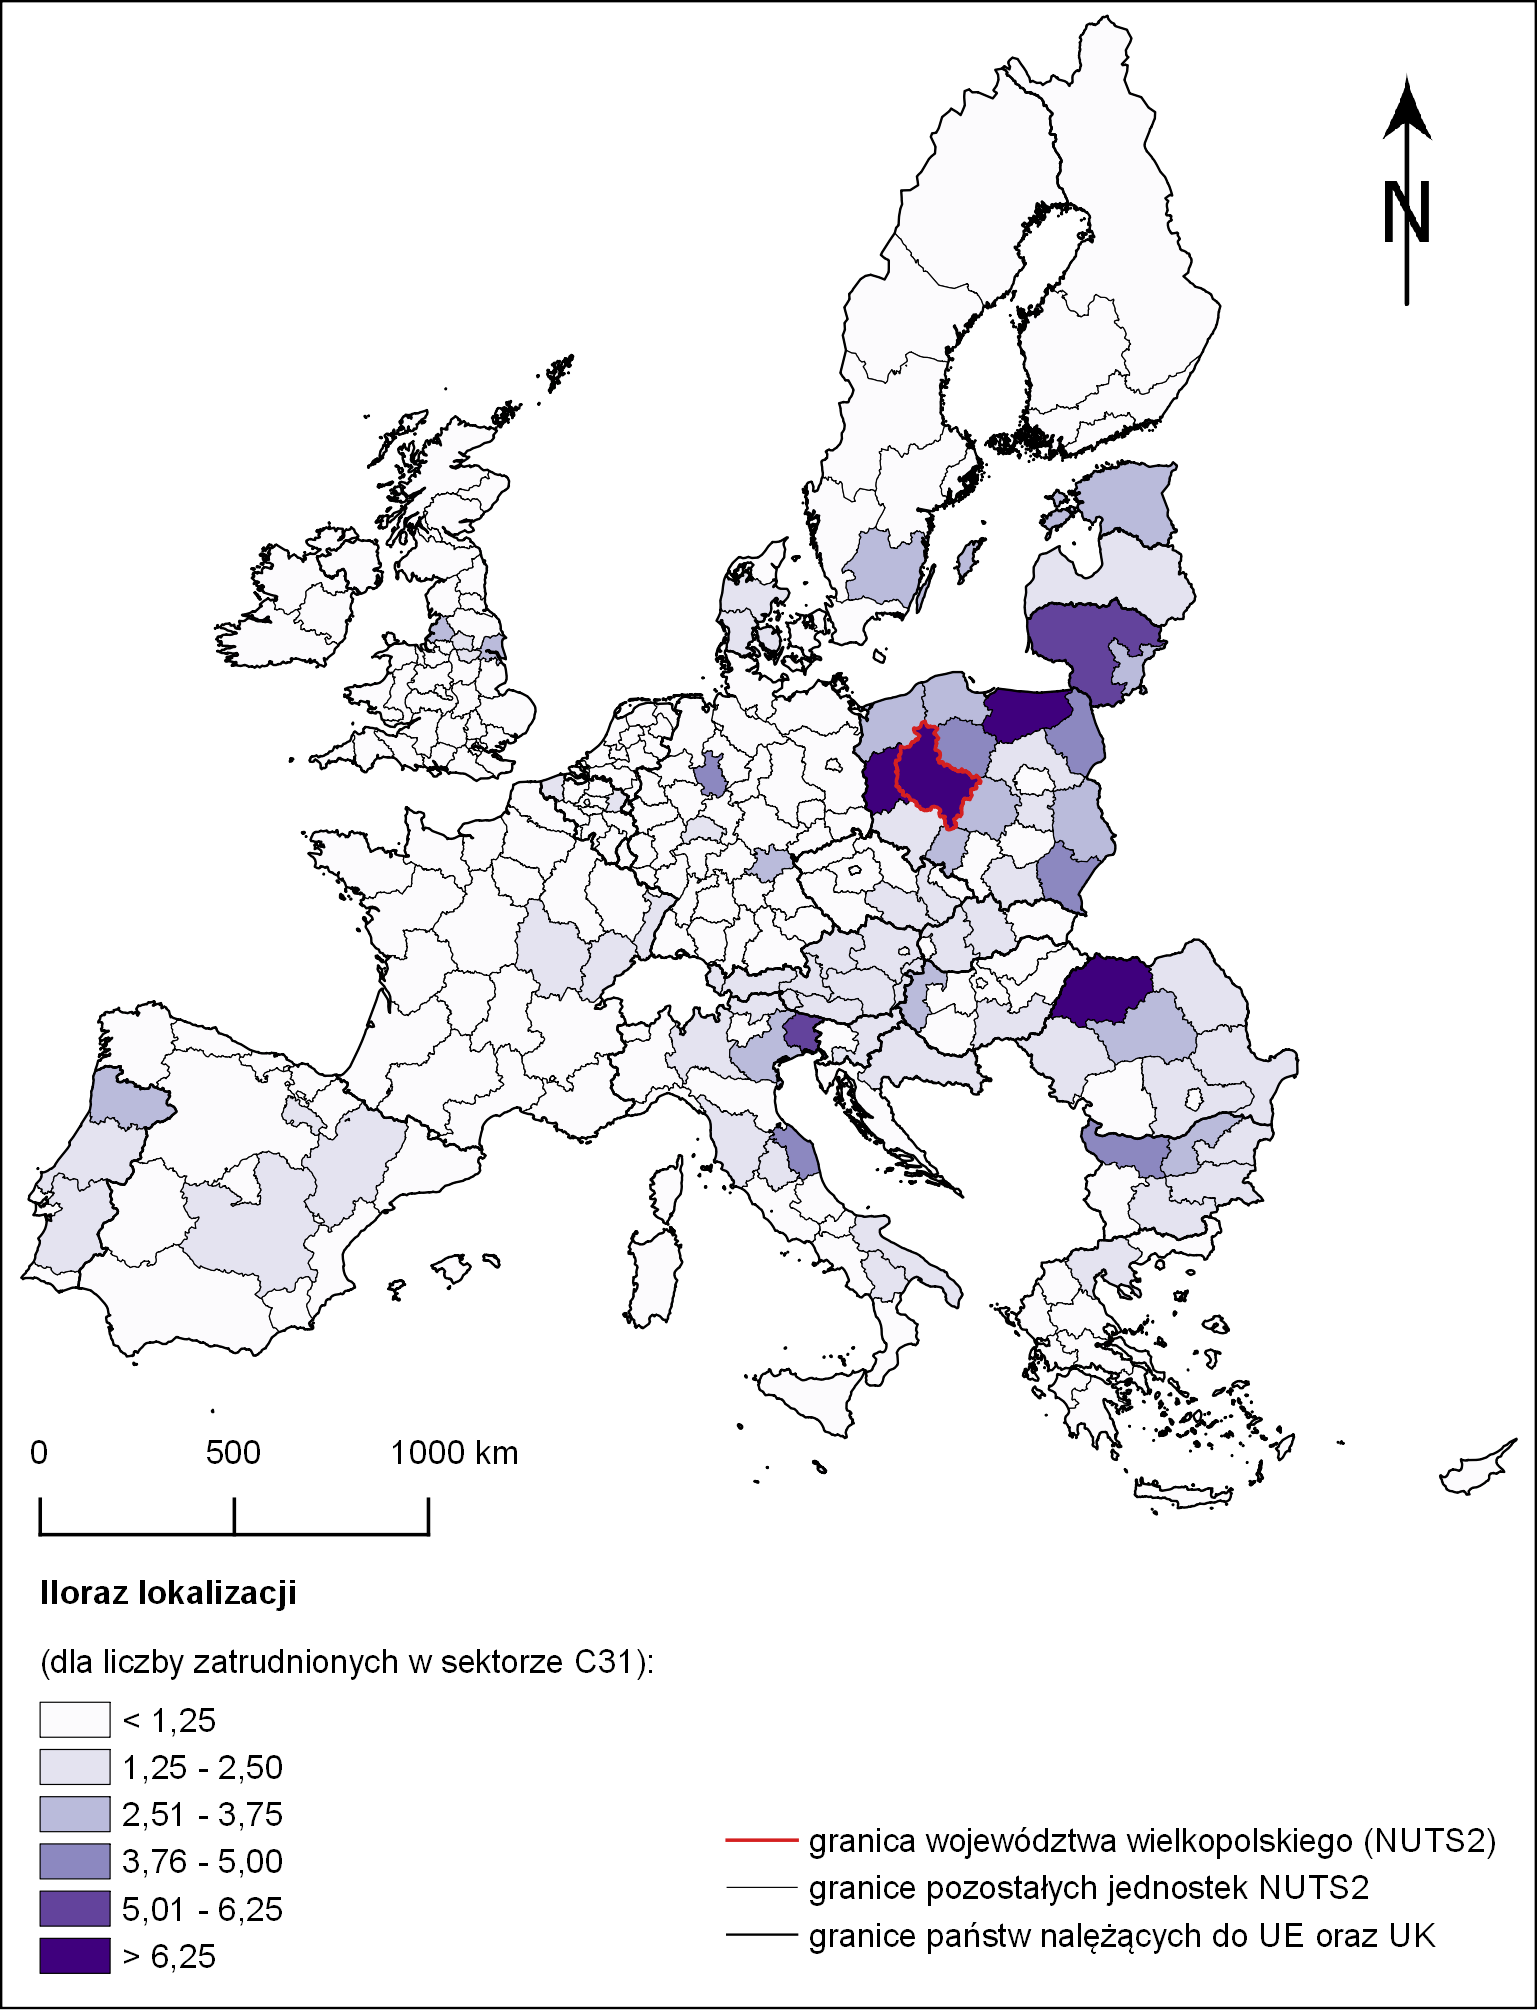 N
0 500 1000 km
Iloraz lokalizacji
(dla liczby zatrudnionych w sektorze C31):
< 1,25
1,25 - 2,50
2,51 - 3,75
3,76 - 5,00
5,01 - 6,25
> 6,25
granica województwa wielkopolskiego (NUTS2)
granice pozostałych jednostek NUTS2
granice państw nalężących do UE oraz UK